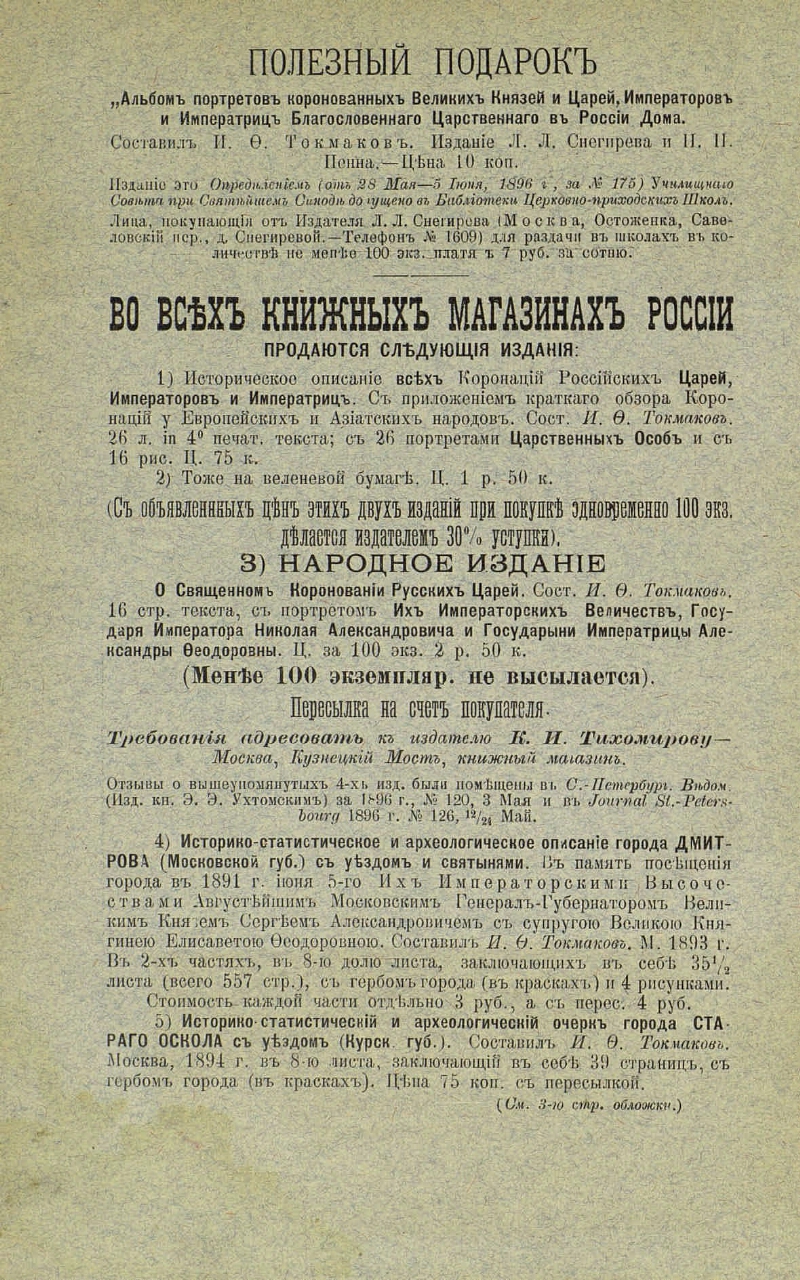 ПОЛЕЗНЫЙ ПОДАРОКЪ
„Альбомъ портретовъ коронованныхъ Великихъ Князей и Царей, Императоровъ
и Императрицъ Благословеннаго Царственнаго въ Россіи Дома.
Составилъ И. Ѳ. Токмаковъ. Изданіе Л. Л. Снегирева и П. П.
Пенна.—Цѣна 10 коп.
Изданіе это Опредѣленіемъ (отъ 28 Мая—5 Іюня, 1896 г, за № 175) Училищнаго
Совѣта при Святѣйшемъ Синодѣ допущено въ Библіотеки Церковно-приходскихъ Школъ.
Лица, покупающія отъ Издателя Л. Л. Снегирева (Москва, Остоженка, Саве-
ловскій пер., д. Снегиревой.—Телефонъ № 1609) для раздачи въ школахъ въ ко-
личествѣ не менѣе 100 экз. платятъ 7 руб. за сотню.
ВО ВСѢХЪ КНИЖНЫХЪ МАГАЗИНАХЪ РОССІИ
ПРОДАЮТСЯ СЛѢДУЮЩІЯ ИЗДАНІЯ:
1) Историческое описаніе всѣхъ Коронацій Россійскихъ Царей,
Императоровъ и Императрицъ. Съ приложеніемъ краткаго обзора Коро-
націй у Европейскихъ и Азіатскихъ народовъ. Сост. И. Ѳ. Токмаковъ.
26 л. in 4° печат. текста; съ 26 портретами Царственныхъ Особъ и съ
16 рис. Ц. 75 к.
2) Тоже на веленевой бумагѣ. Ц. 1 р. 50 к.
(Съ объявленныхъ цѣнъ этихъ двухъ изданій при покупкѣ одновременно 100 экз.
дѣлается издателемъ 30% уступки).
3) НАРОДНОЕ ИЗДАНІЕ
О Священномъ Коронованіи Русскихъ Царей. Сост. И. Ѳ. Токмаковъ.
16 стр. текста, съ портретомъ Ихъ Императорскихъ Величествъ, Госу-
даря Императора Николая Александровича и Государыни Императрицы Але-
ксандры Ѳеодоровны. Ц. за 100 экз. 2 р. 50 к.
(Менѣе 100 экземпляр. не высылается).
Пересылка на счетъ покупателя.
Требованія адресовать къ издателю К. И. Тихомирову—
Москва, Кузнецкій Мостъ, книжный магазинъ.
Отзывы о вышеупомянутыхъ 4-хъ изд. были помѣщены въ С.-Петербург. Вѣдом.
(Изд. кн. Э. Э. Ухтомскимъ) за 1896 г., № 120, 3 Мая и въ Journal St.-Peters-
bourg 1896 г. № 126, 12/24 Май.
4) Историко-статистическое и археологическое описаніе города ДМИТ-
РОВА (Московской губ.) съ уѣздомъ и святынями. Въ память посѣщенія
города въ 1891 г. іюня 5-го Ихъ Императорскими Высоче-
ствами Августѣйшимъ Московскимъ Генералъ-Губернаторомъ Вели-
кимъ Княземъ Сергѣемъ Александровичемъ съ супругою Великою Кня-
гинею Елисаветою Ѳеодоровною. Составилъ И. Ѳ. Токмаковъ. М. 1893 г.
Въ 2-хъ частяхъ, въ 8-ю долю листа, заключающихъ въ себѣ 35½
листа (всего 557 стр.), съ гербомъ города (въ краскахъ) и 4 рисунками.
Стоимость каждой части отдѣльно 3 руб., а съ перес. 4 руб.
5) Историко-статистическій и археологическій очеркъ города СТА-
РАГО ОСКОЛА съ уѣздомъ (Курск. губ.). Составилъ И. Ѳ. Токмаковъ.
Москва, 1894 г. въ 8-ю листа, заключающій въ себѣ 39 страницъ, съ
гербомъ города (въ краскахъ). Цѣна 75 коп. съ пересылкой.
(См. 3-ю стр. обложки.)